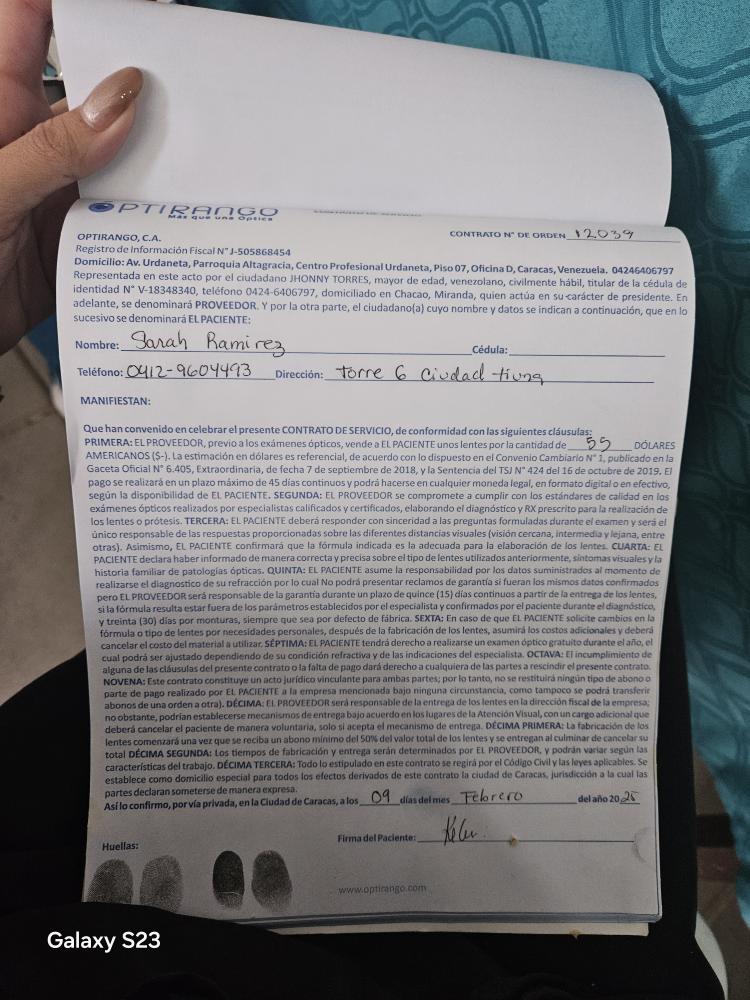 OPTIRANGO
Más que una Óptica
CONTRATO N° DE ORDEN 12039
OPTIRANGO, C.A.
Registro de Información Fiscal N° J-505868454
Domicilio: Av. Urdaneta, Parroquia Altagracia, Centro Profesional Urdaneta, Piso 07, Oficina D, Caracas, Venezuela. 04246406797
Representada en este acto por el ciudadano JHONNY TORRES, mayor de edad, venezolano, civilmente hábil, titular de la cédula de
identidad N° V-18348340, teléfono 0424-6406797, domiciliado en Chacao, Miranda, quien actúa en su carácter de presidente. En
adelante, se denominará PROVEEDOR. Y por la otra parte, el ciudadano(a) cuyo nombre y datos se indican a continuación, que en lo
sucesivo se denominará EL PACIENTE:
Nombre: Sarah Ramirez Cédula:
Teléfono: 0412-9604493 Dirección: torre 6 Ciudad tiuna
MANIFIESTAN:
Que han convenido en celebrar el presente CONTRATO DE SERVICIO, de conformidad con las siguientes cláusulas:
PRIMERA: EL PROVEEDOR, previo a los exámenes ópticos, vende a EL PACIENTE unos lentes por la cantidad de 55 DÓLARES
AMERICANOS ($-). La estimación en dólares es referencial, de acuerdo con lo dispuesto en el Convenio Cambiario N° 1, publicado en la
Gaceta Oficial N° 6.405, Extraordinaria, de fecha 7 de septiembre de 2018, y la Sentencia del TSJ N° 424 del 16 de octubre de 2019. El
pago se realizará en un plazo máximo de 45 días continuos y podrá hacerse en cualquier moneda legal, en formato digital o en efectivo,
según la disponibilidad de EL PACIENTE. SEGUNDA: EL PROVEEDOR se compromete a cumplir con los estándares de calidad en los
exámenes ópticos realizados por especialistas calificados y certificados, elaborando el diagnóstico y RX prescrito para la realización de
los lentes o prótesis. TERCERA: EL PACIENTE deberá responder con sinceridad a las preguntas formuladas durante el examen y será el
único responsable de las respuestas proporcionadas sobre las diferentes distancias visuales (visión cercana, intermedia y lejana, entre
otras). Asimismo, EL PACIENTE confirmará que la fórmula indicada es la adecuada para la elaboración de los lentes. CUARTA: EL
PACIENTE declara haber informado de manera correcta y precisa sobre el tipo de lentes utilizados anteriormente, síntomas visuales y la
historia familiar de patologías ópticas. QUINTA: EL PACIENTE asume la responsabilidad por los datos suministrados al momento de
realizarse el diagnostico de su refracción por lo cual No podrá presentar reclamos de garantía si fueran los mismos datos confirmados
pero EL PROVEEDOR será responsable de la garantía durante un plazo de quince (15) días continuos a partir de la entrega de los lentes,
si la fórmula resulta estar fuera de los parámetros establecidos por el especialista y confirmados por el paciente durante el diagnóstico,
y treinta (30) días por monturas, siempre que sea por defecto de fábrica. SEXTA: En caso de que EL PACIENTE solicite cambios en la
fórmula o tipo de lentes por necesidades personales, después de la fabricación de los lentes, asumirá los costos adicionales y deberá
cancelar el costo del material a utilizar. SÉPTIMA: EL PACIENTE tendrá derecho a realizarse un examen óptico gratuito durante el año, el
cual podrá ser ajustado dependiendo de su condición refractiva y de las indicaciones del especialista. OCTAVA: El incumplimiento de
alguna de las cláusulas del presente contrato o la falta de pago dará derecho a cualquiera de las partes a rescindir el presente contrato.
NOVENA: Este contrato constituye un acto jurídico vinculante para ambas partes; por lo tanto, no se restituirá ningún tipo de abono o
parte de pago realizado por EL PACIENTE a la empresa mencionada bajo ninguna circunstancia, como tampoco se podrá transferir
abonos de una orden a otra). DÉCIMA: EL PROVEEDOR será responsable de la entrega de los lentes en la dirección fiscal de la empresa;
no obstante, podrían establecerse mecanismos de entrega bajo acuerdo en los lugares de la Atención Visual, con un cargo adicional que
deberá cancelar el paciente de manera voluntaria, solo si acepta el mecanismo de entrega. DÉCIMA PRIMERA: La fabricación de los
lentes comenzará una vez que se reciba un abono mínimo del 50% del valor total de los lentes y se entregan al culminar de cancelar su
total DÉCIMA SEGUNDA: Los tiempos de fabricación y entrega serán determinados por EL PROVEEDOR, y podrán variar según las
características del trabajo. DÉCIMA TERCERA: Todo lo estipulado en este contrato se regirá por el Código Civil y las leyes aplicables. Se
establece como domicilio especial para todos los efectos derivados de este contrato la ciudad de Caracas, jurisdicción a la cual las
partes declaran someterse de manera expresa.
Así lo confirmo, por vía privada, en la Ciudad de Caracas, a los 09 días del mes Febrero del año 2025
Firma del Paciente:
Huellas:
www.optirango.com
Galaxy S23